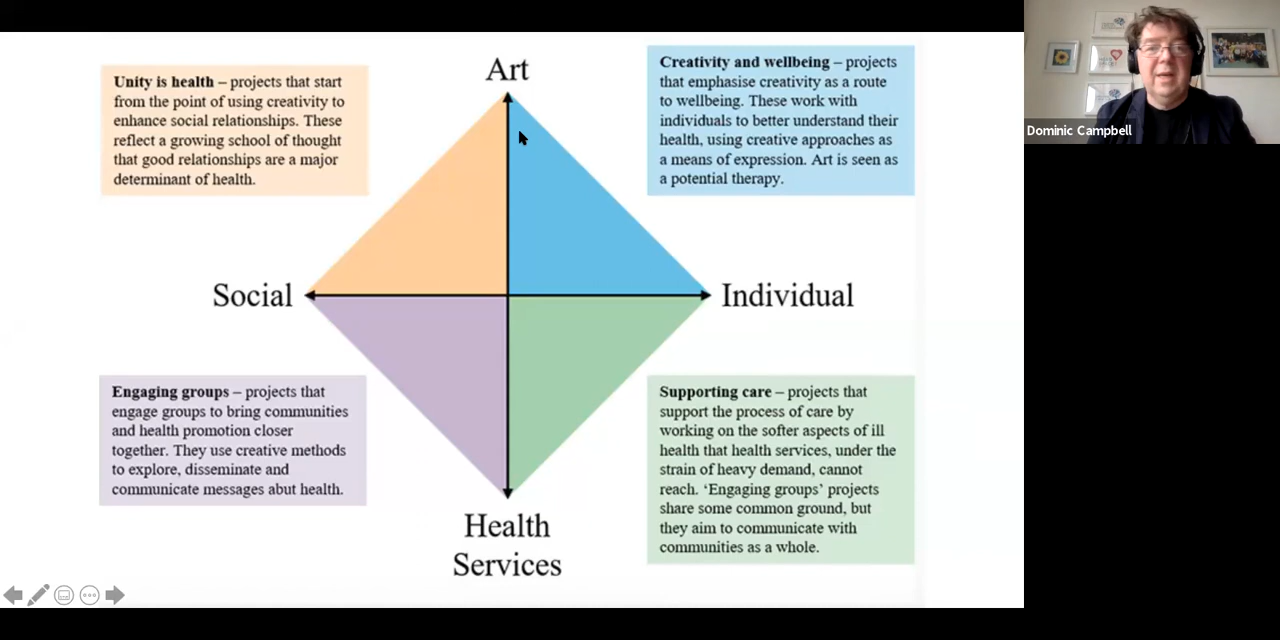 Art
Unity is health – projects that start
from the point of using creativity to
enhance social relationships. These
reflect a growing school of thought
that good relationships are a major
determinant of health.
Creativity and wellbeing – projects
that emphasise creativity as a route
to wellbeing. These work with
individuals to better understand their
health, using creative approaches as
a means of expression. Art is seen as
a potential therapy.
Social
Individual
Engaging groups – projects that
engage groups to bring communities
and health promotion closer
together. They use creative methods
to explore, disseminate and
communicate messages abut health.
Supporting care – projects that
support the process of care by
working on the softer aspects of ill
health that health services, under the
strain of heavy demand, cannot
reach. ‘Engaging groups’ projects
share some common ground, but
they aim to communicate with
communities as a whole.
Health
Services
Dominic Campbell